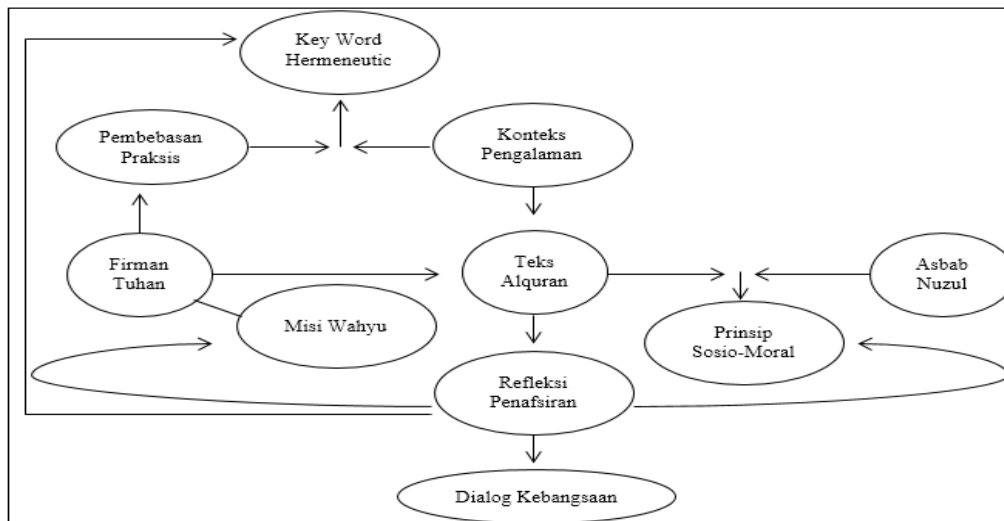 Key Word
Hermeneutic
Pembebasan
Praksis
Konteks
Pengalaman
Firman
Tuhan
Teks
Alquran
Asbab
Nuzul
Misi Wahyu
Prinsip
Sosio-Moral
Refleksi
Penafsiran
Dialog Kebangsaan